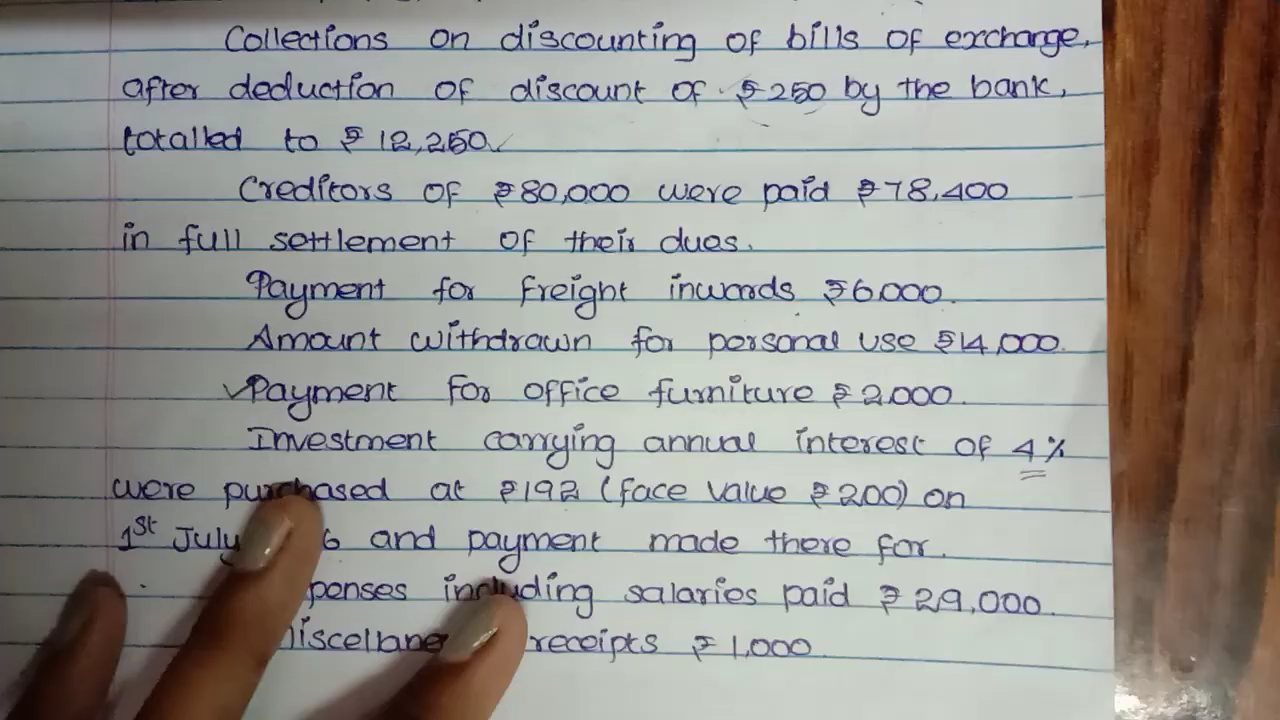 Collections on discounting of bills of exchange,
after deduction of discount of ₹250 by the bank,
totalled to ₹12,250
Creditors of ₹80,000 were paid ₹78,400
in full settlement of their dues.
Payment for freight inwards ₹6000.
Amount withdrawn for personal use ₹14,000.
Payment for office furniture ₹2000.
Investment carrying annual interest of 4%
were purchased at ₹192 (face value ₹200) on
1st July 6 and payment made there for.
penses including salaries paid ₹29,000.
receipts ₹1,000.